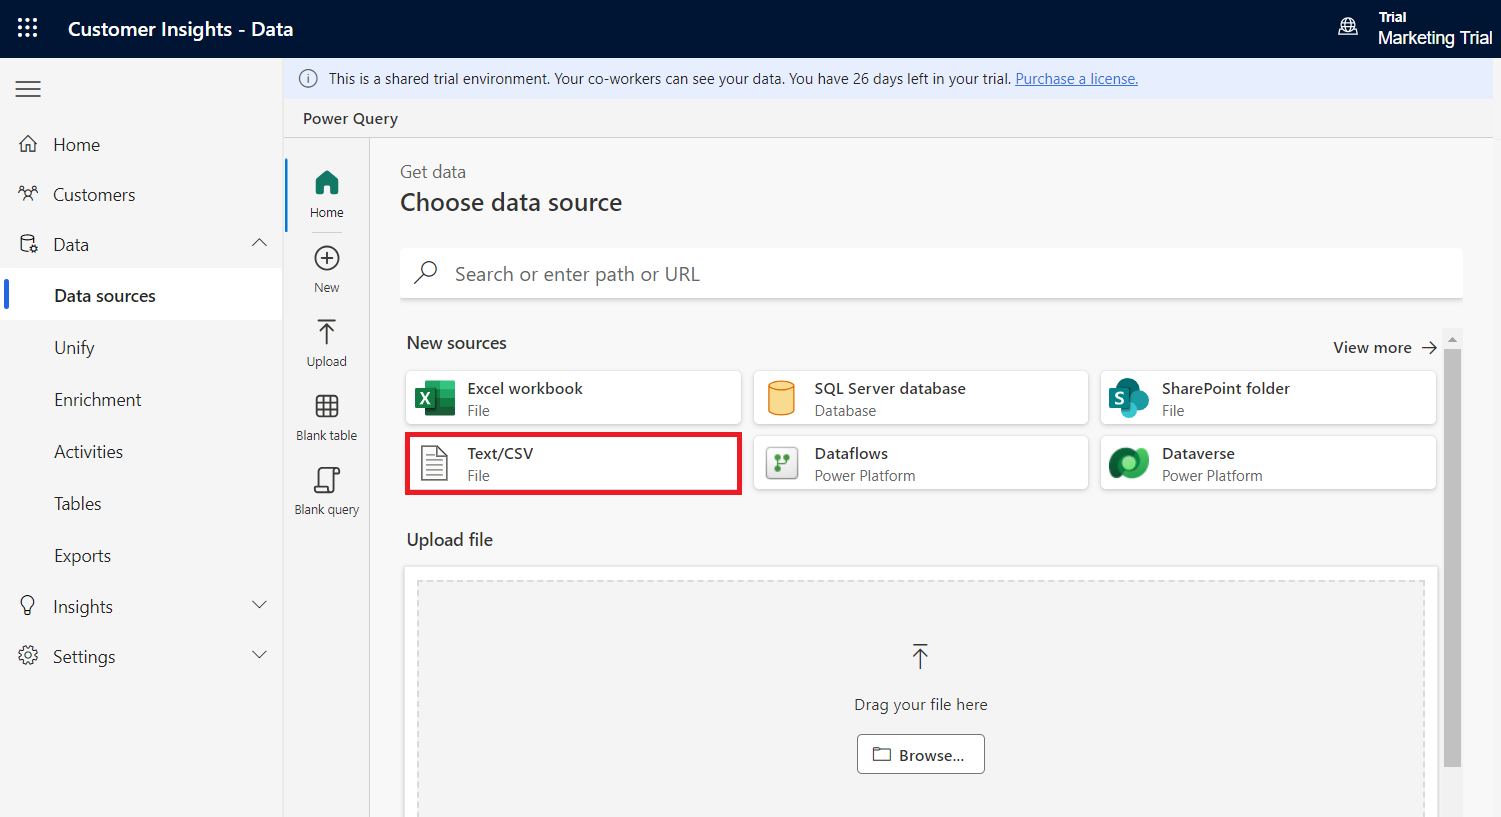 Customer Insights - Data
Trial
Marketing Trial
This is a shared trial environment. Your co-workers can see your data. You have 26 days left in your trial. Purchase a license.
Power Query
Home
Customers
Data
Data sources
Unify
Enrichment
Activities
Tables
Exports
Insights
Settings
Home
New
Upload
Blank table
Blank query
Get data
Choose data source
Search or enter path or URL
New sources
View more
Excel workbook
File
SQL Server database
Database
SharePoint folder
File
Text/CSV
File
Dataflows
Power Platform
Dataverse
Power Platform
Upload file
Drag your file here
Browse...